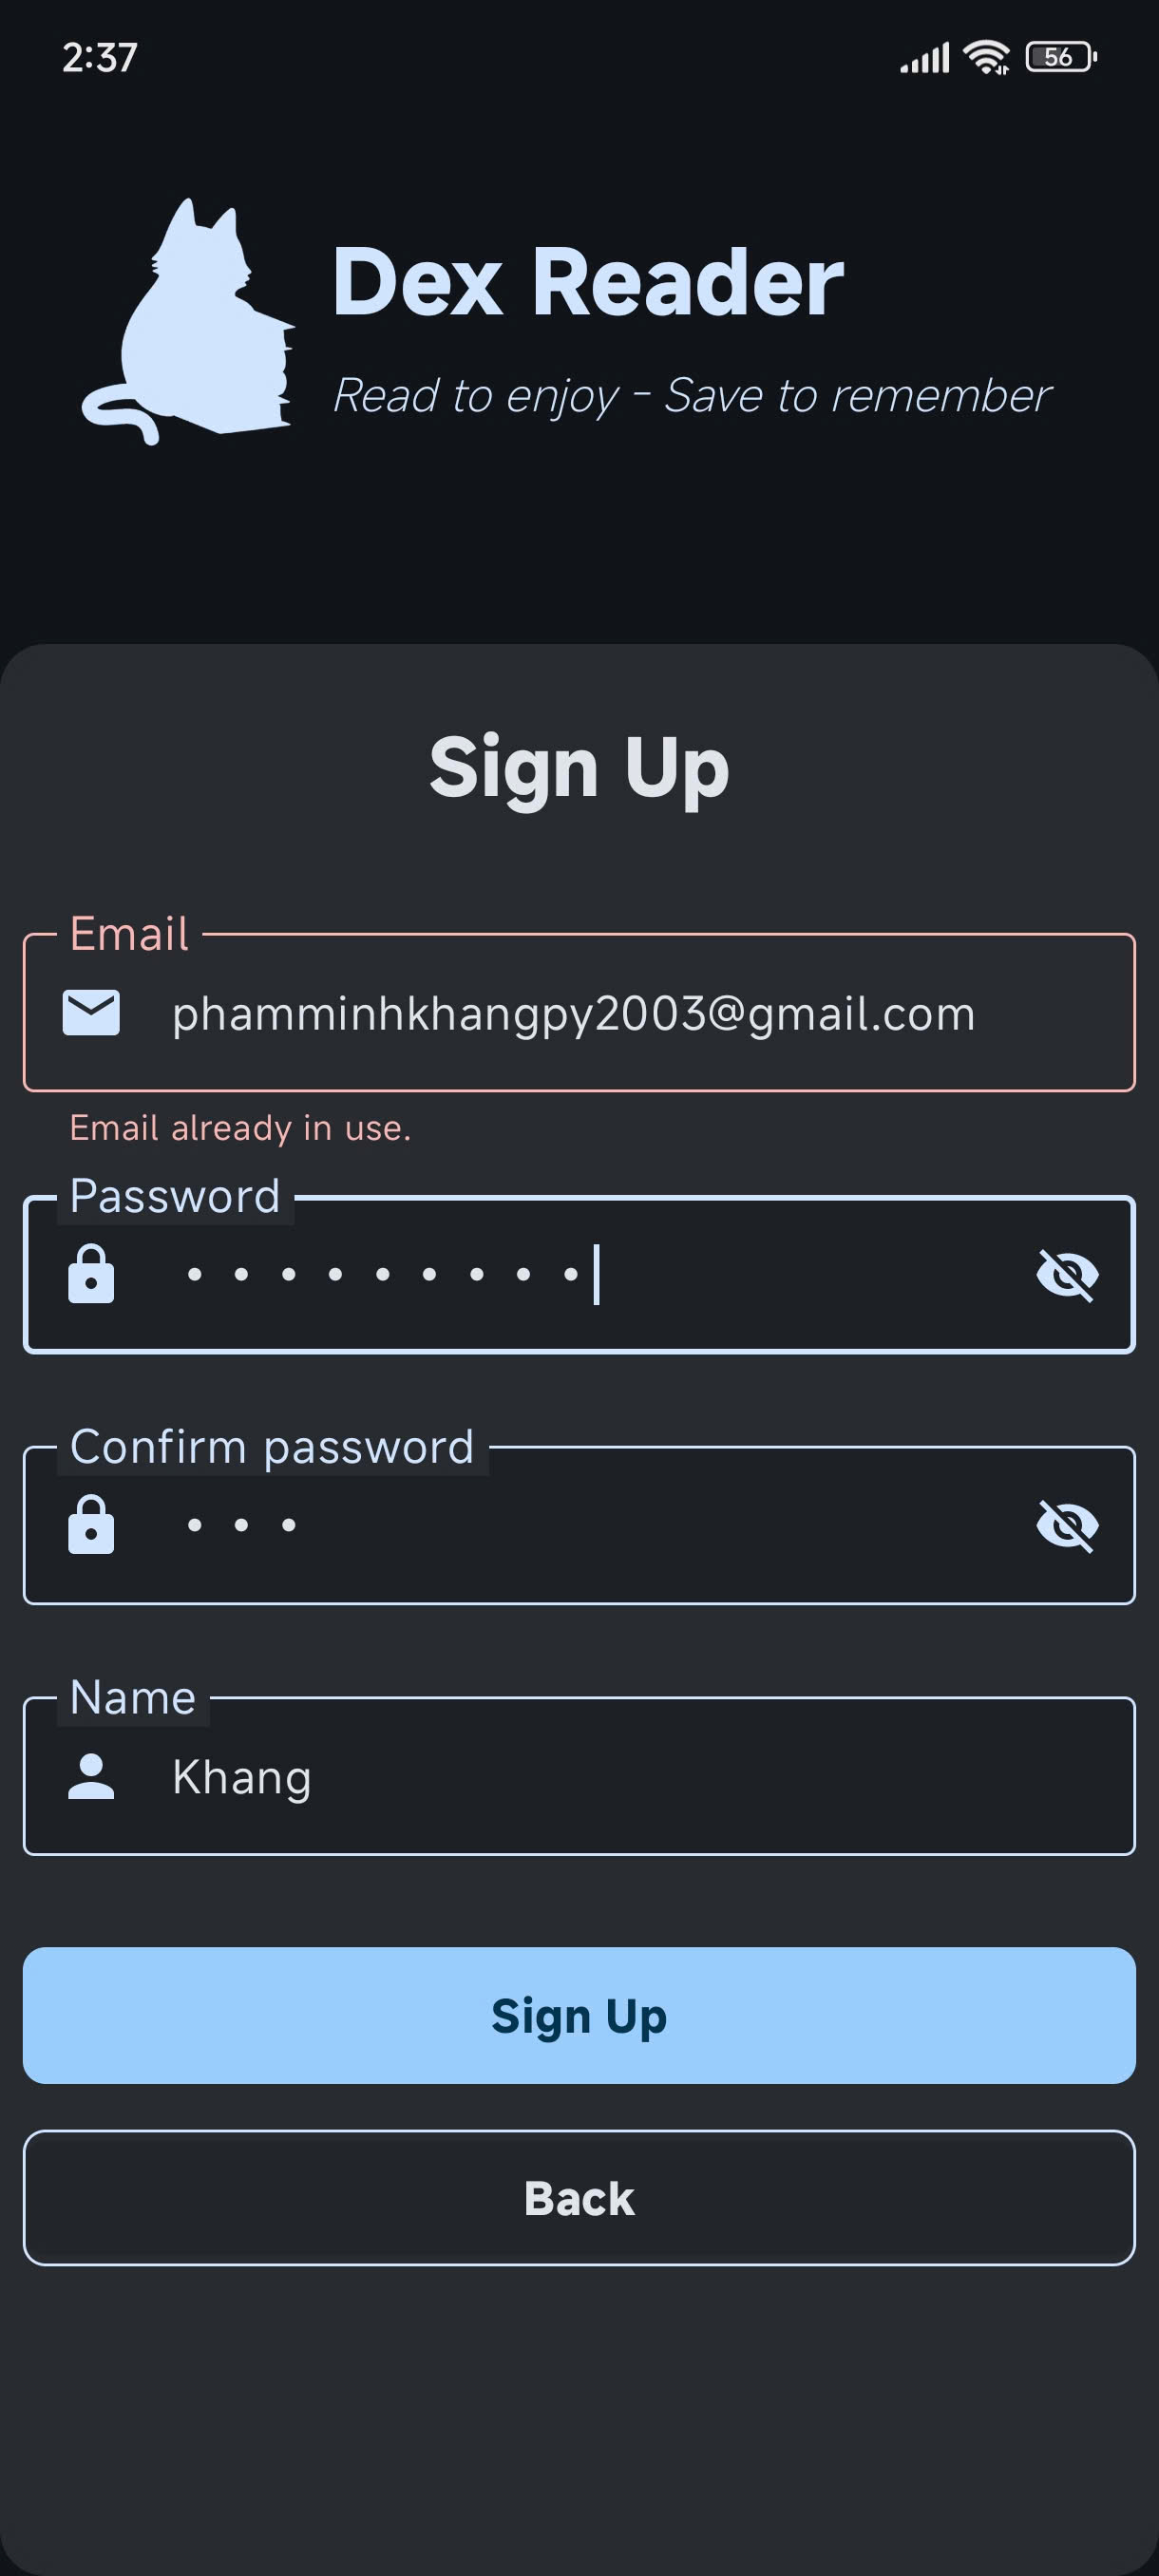 2:37
56
Dex Reader
Read to enjoy - Save to remember
Sign Up
Email
phamminhkhangpy2003@gmail.com
Email already in use.
Password
•••••••••
Confirm password
•••
Name
Khang
Sign Up
Back